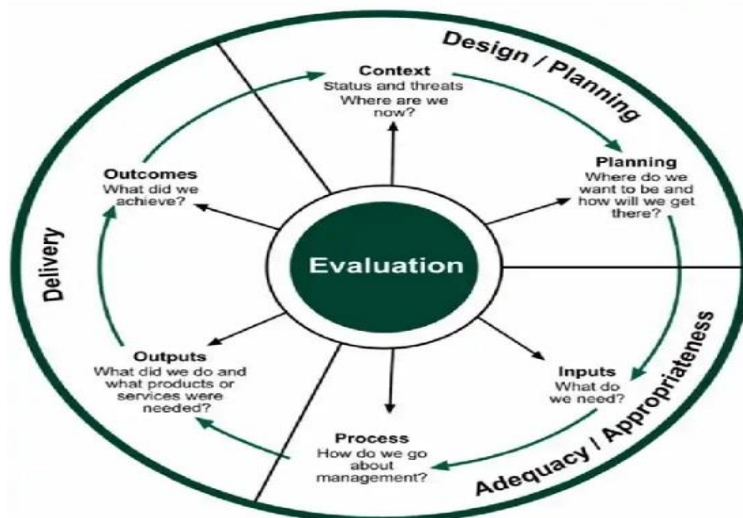 Design / Planning
Context
Status and threats
Where are we
now?
Planning
Where do we
want to be and
how will we get
there?
Outcomes
What did we
achieve?
Evaluation
Delivery
Outputs
What did we do and
what products or
services were
needed?
Inputs
What do
we need?
Process
How do we go
about
management?
Adequacy / Appropriateness